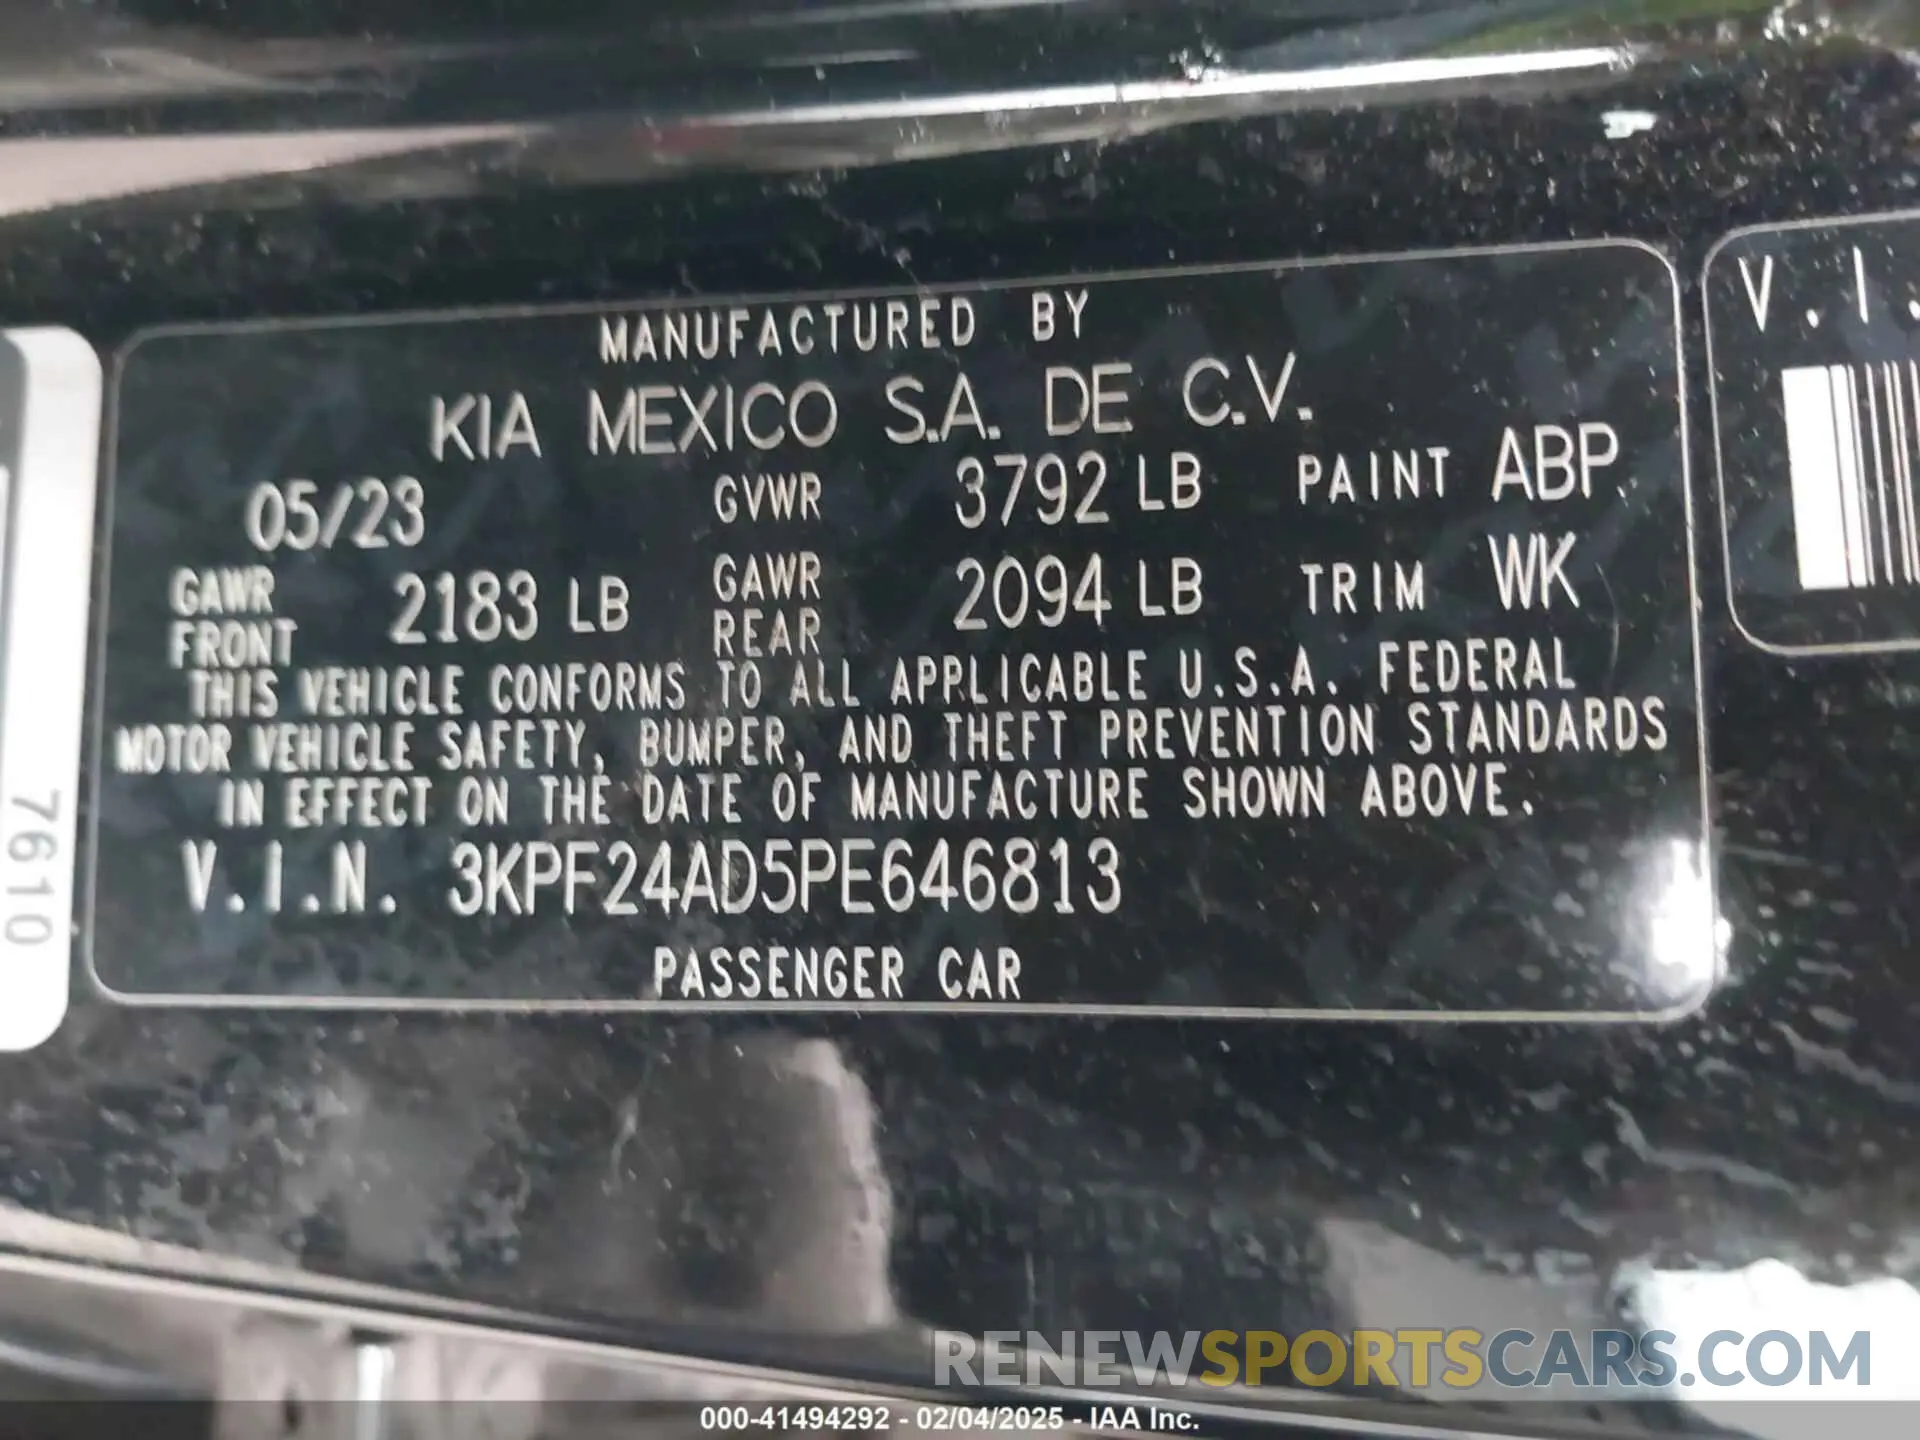 MANUFACTURED BY
KIA MEXICO S.A. DE C.V.
05/23 GVWR 3792 LB PAINT ABP
GAWR FRONT 2183 LB GAWR REAR 2094 LB TRIM WK
THIS VEHICLE CONFORMS TO ALL APPLICABLE U.S.A. FEDERAL
MOTOR VEHICLE SAFETY, BUMPER, AND THEFT PREVENTION STANDARDS
IN EFFECT ON THE DATE OF MANUFACTURE SHOWN ABOVE.
V.I.N. 3KPF24AD5PE646813
PASSENGER CAR
V.I.
7610
RENEWSPORTSCARS.COM
000-41494292 - 02/04/2025 - IAA Inc.